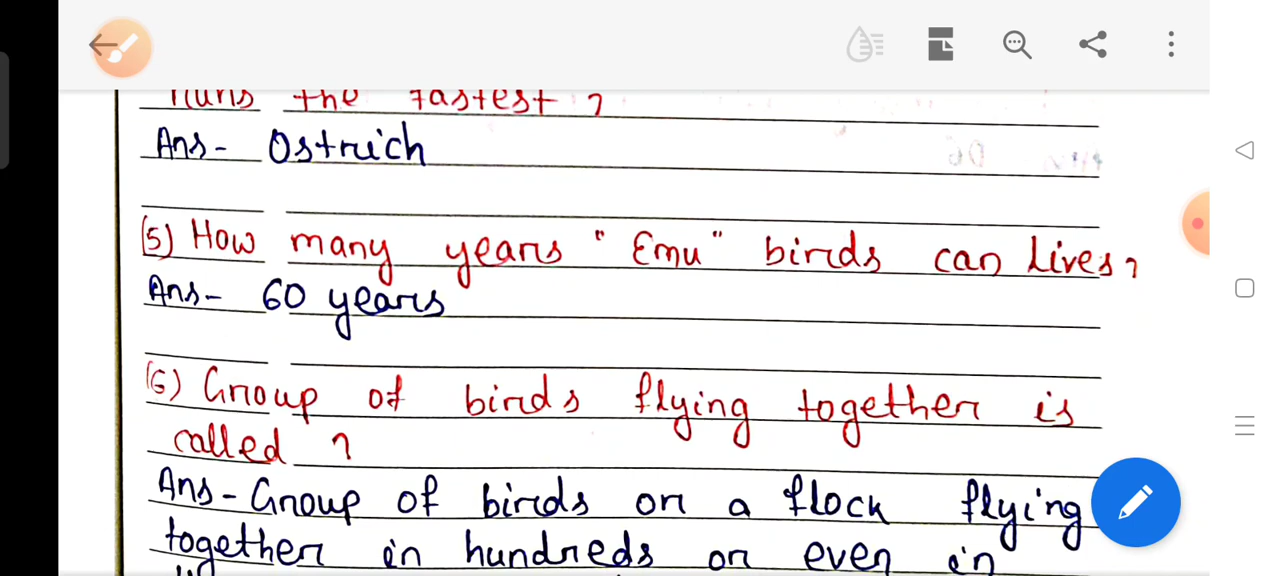 Runs the fastest ?
Ans- Ostrich
(5) How many years "Emu" birds can lives?
Ans- 60 years
(6) Group of birds flying together is
called ?
Ans- Group of birds or a flock flying
together in hundreds or even in